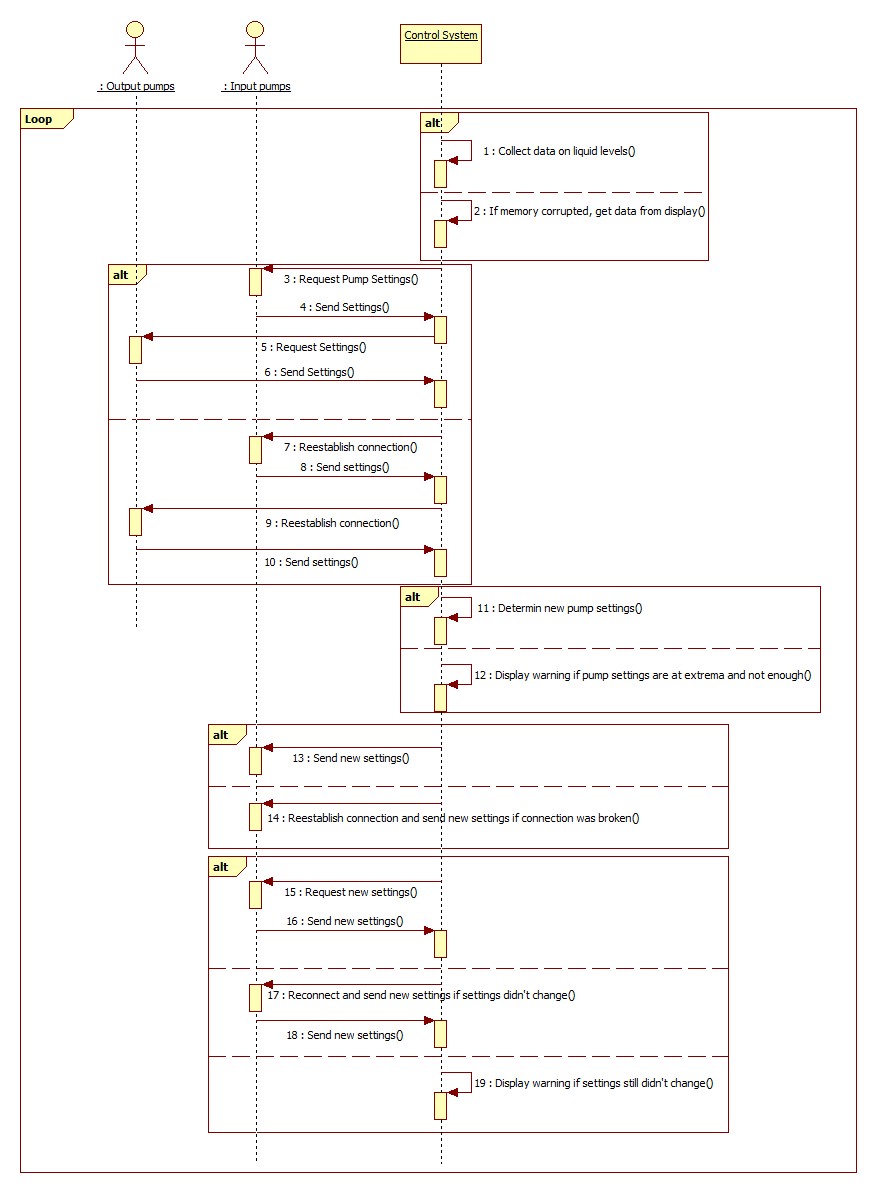 : Output pumps
: Input pumps
Control System
Loop
alt
1 : Collect data on liquid levels()
2 : If memory corrupted, get data from display()
alt
3 : Request Pump Settings()
4 : Send Settings()
5 : Request Settings()
6 : Send Settings()
7 : Reestablish connection()
8 : Send settings()
9 : Reestablish connection()
10 : Send settings()
alt
11 : Determin new pump settings()
12 : Display warning if pump settings are at extrema and not enough()
alt
13 : Send new settings()
14 : Reestablish connection and send new settings if connection was broken()
alt
15 : Request new settings()
16 : Send new settings()
17 : Reconnect and send new settings if settings didn't change()
18 : Send new settings()
19 : Display warning if settings still didn't change()